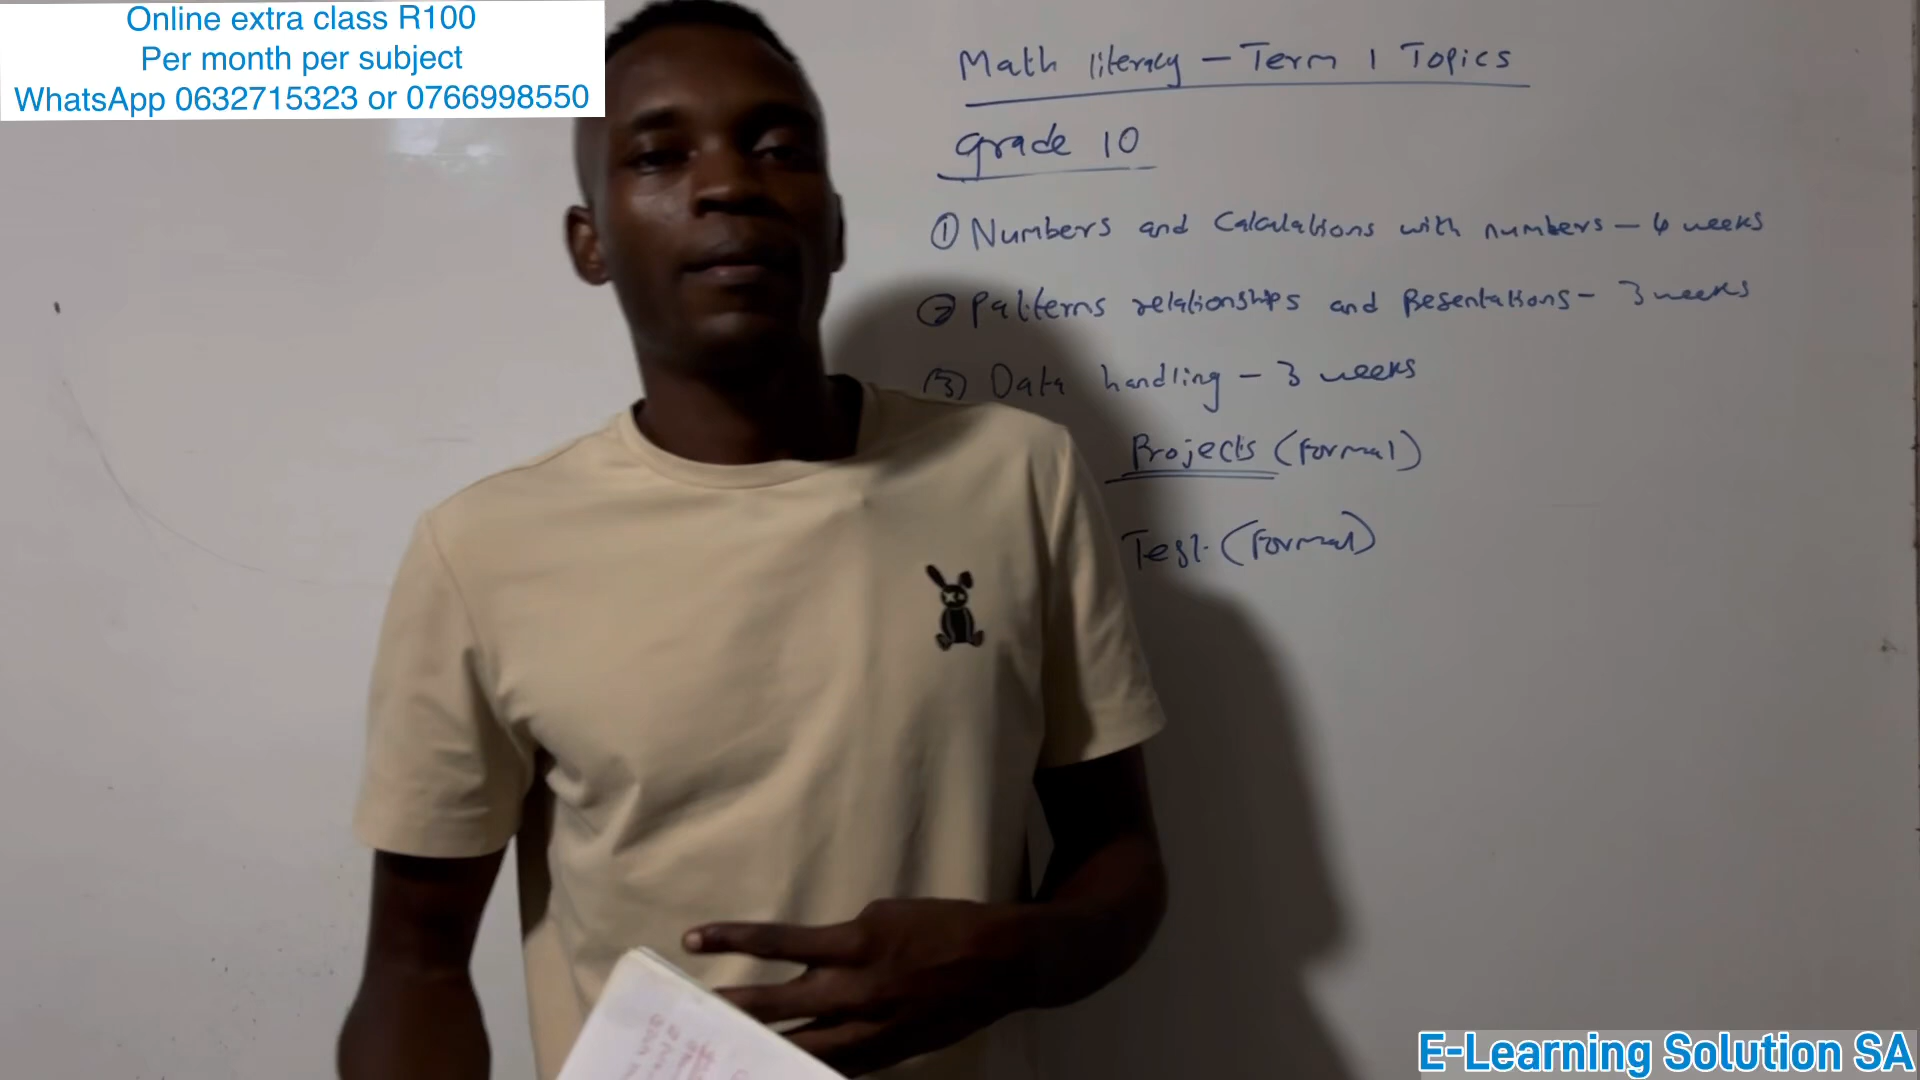 Online extra class R100
Per month per subject
WhatsApp 0632715323 or 0766998550
Math literacy – Term 1 Topics
grade 10
① Numbers and Calculations with numbers – 4 weeks
② Patterns relationships and Presentations – 3 weeks
③ Data handling – 3 weeks
Projects (Formal)
Test (Formal)
E-Learning Solution SA